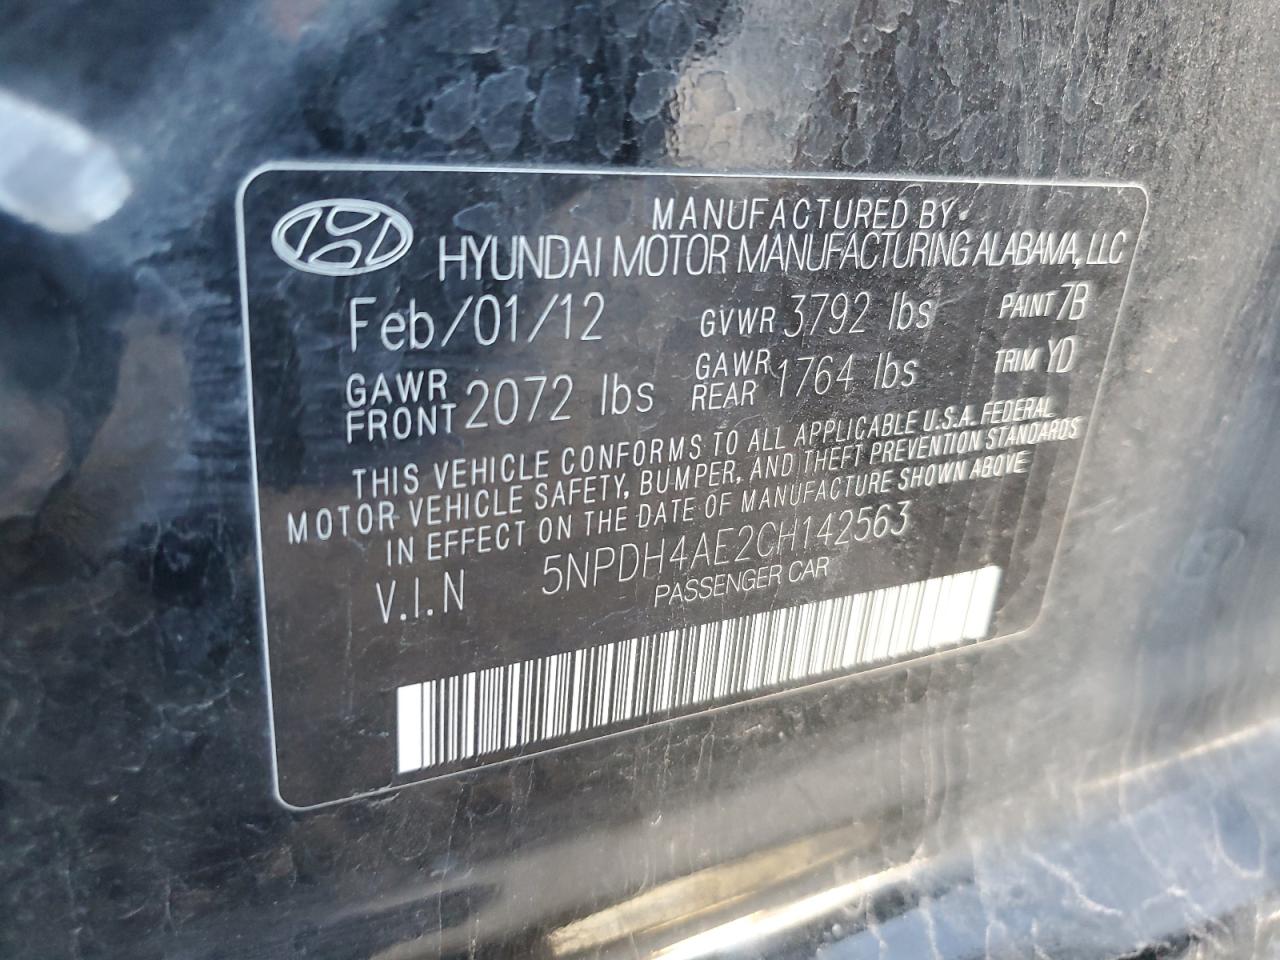 MANUFACTURED BY
HYUNDAI MOTOR MANUFACTURING ALABAMA, LLC
Feb/01/12 GVWR 3792 lbs PAINT 7B
GAWR FRONT 2072 lbs GAWR REAR 1764 lbs TRIM YD
THIS VEHICLE CONFORMS TO ALL APPLICABLE U.S.A. FEDERAL
MOTOR VEHICLE SAFETY, BUMPER, AND THEFT PREVENTION STANDARDS
IN EFFECT ON THE DATE OF MANUFACTURE SHOWN ABOVE
V.I.N 5NPDH4AE2CH142563
PASSENGER CAR